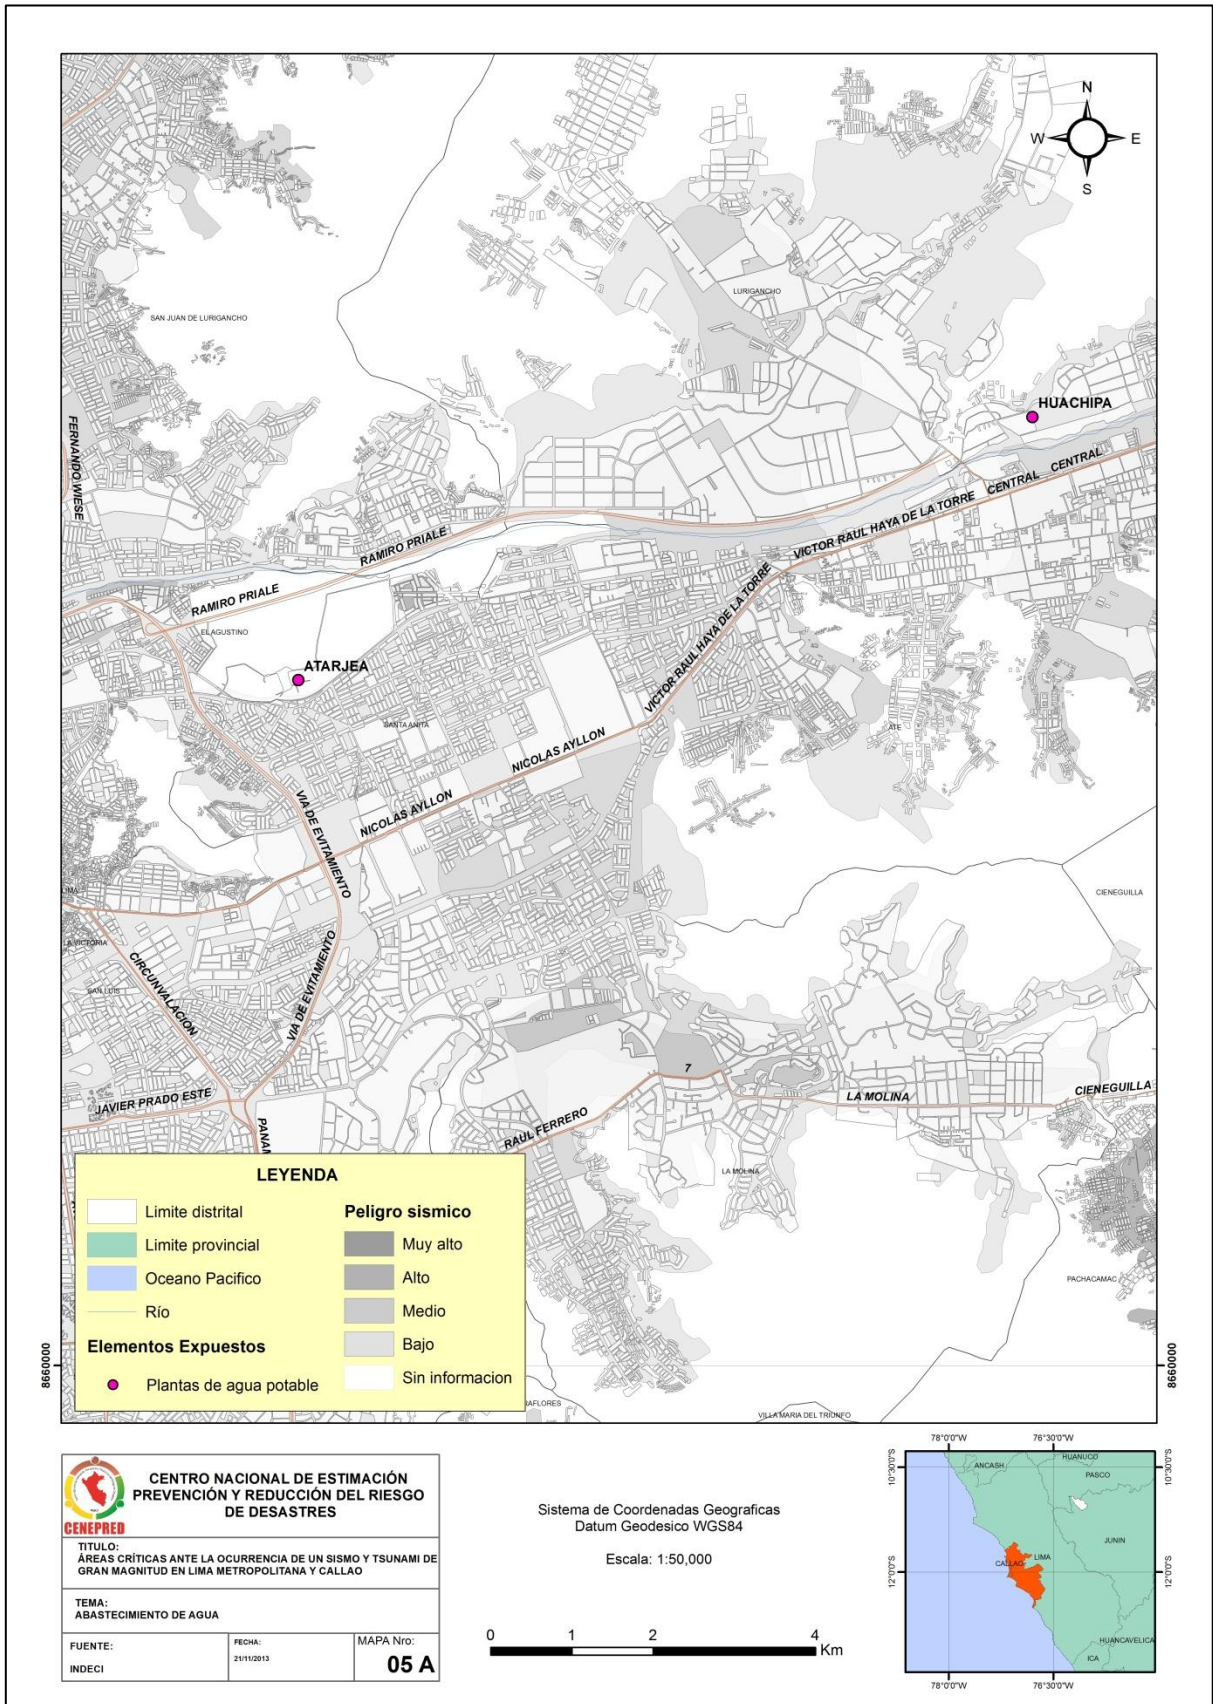 N
W
E
S
SAN JUAN DE LURIGANCHO
LURIGANCHO
HUACHIPA
FERNANDO WIESE
CENTRAL
CENTRAL
VICTOR RAUL HAYA DE LA TORRE
RAMIRO PRIALE
RAMIRO PRIALE
EL AGUSTINO
VICTOR RAUL HAYA DE LA TORRE
ATARJEA
SANTA ANITA
ATE
NICOLAS AYLLON
NICOLAS AYLLON
VIA DE EVITAMIENTO
LIMA
CIENEGUILLA
LA VICTORIA
CIRCUNVALACION
VIA DE EVITAMIENTO
SAN LUIS
7
JAVIER PRADO ESTE
LA MOLINA
CIENEGUILLA
RAUL FERRERO
LA MOLINA
PACHACAMAC
VILLA MARIA DEL TRIUNFO
8660000
8660000
LEYENDA
Limite distrital
Limite provincial
Oceano Pacifico
Río
Elementos Expuestos
Plantas de agua potable
Peligro sismico
Muy alto
Alto
Medio
Bajo
Sin informacion
CENEPRED
CENTRO NACIONAL DE ESTIMACIÓN
PREVENCIÓN Y REDUCCIÓN DEL RIESGO
DE DESASTRES
TITULO:
ÁREAS CRÍTICAS ANTE LA OCURRENCIA DE UN SISMO Y TSUNAMI DE
GRAN MAGNITUD EN LIMA METROPOLITANA Y CALLAO
TEMA:
ABASTECIMIENTO DE AGUA
FUENTE:
INDECI
FECHA:
21/11/2013
MAPA Nro:
05 A
Sistema de Coordenadas Geograficas
Datum Geodesico WGS84
Escala: 1:50,000
0 1 2 4
Km
78°0'0"W 76°30'0"W
10°30'0"S
10°30'0"S
ANCASH
HUANUCO
PASCO
JUNIN
CALLAO
LIMA
12°0'0"S
12°0'0"S
HUANCAVELICA
ICA
78°0'0"W 76°30'0"W